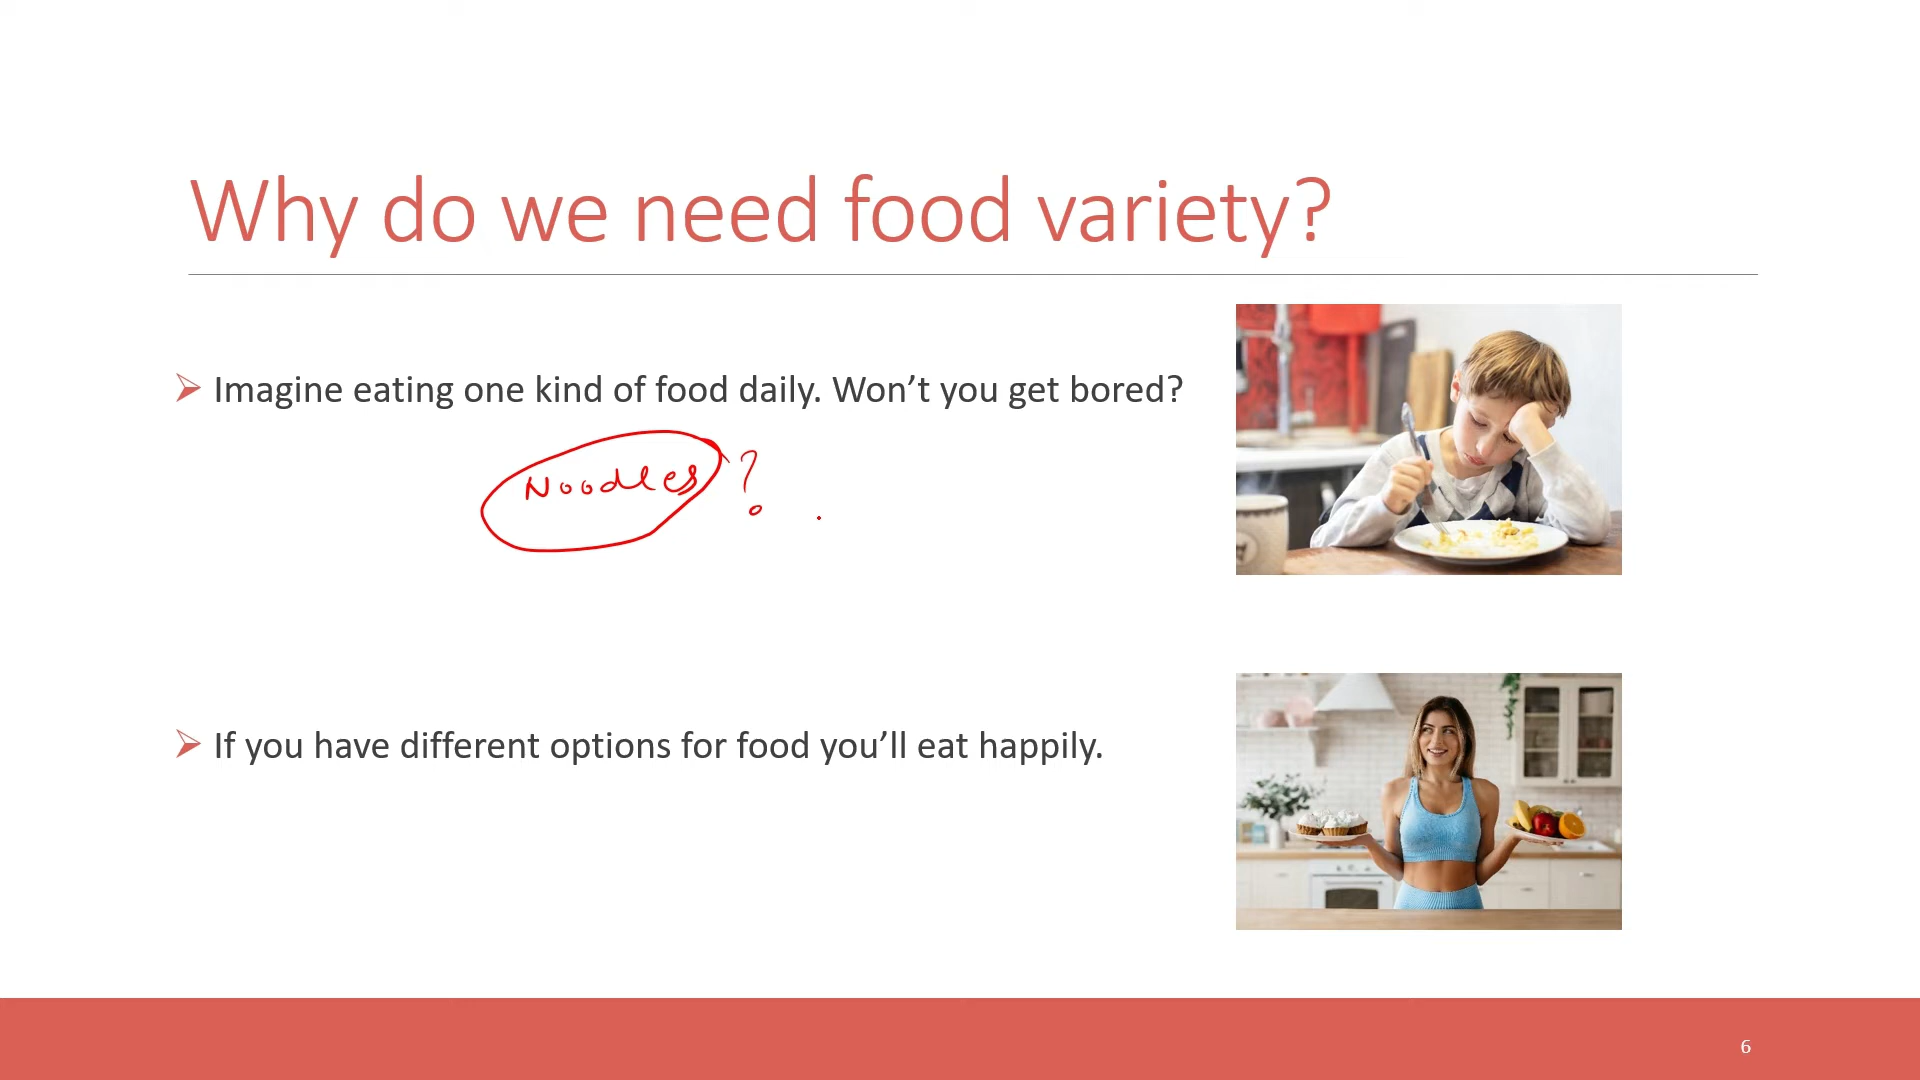 Why do we need food variety?
Imagine eating one kind of food daily. Won’t you get bored?
Noodles ?
If you have different options for food you’ll eat happily.
6